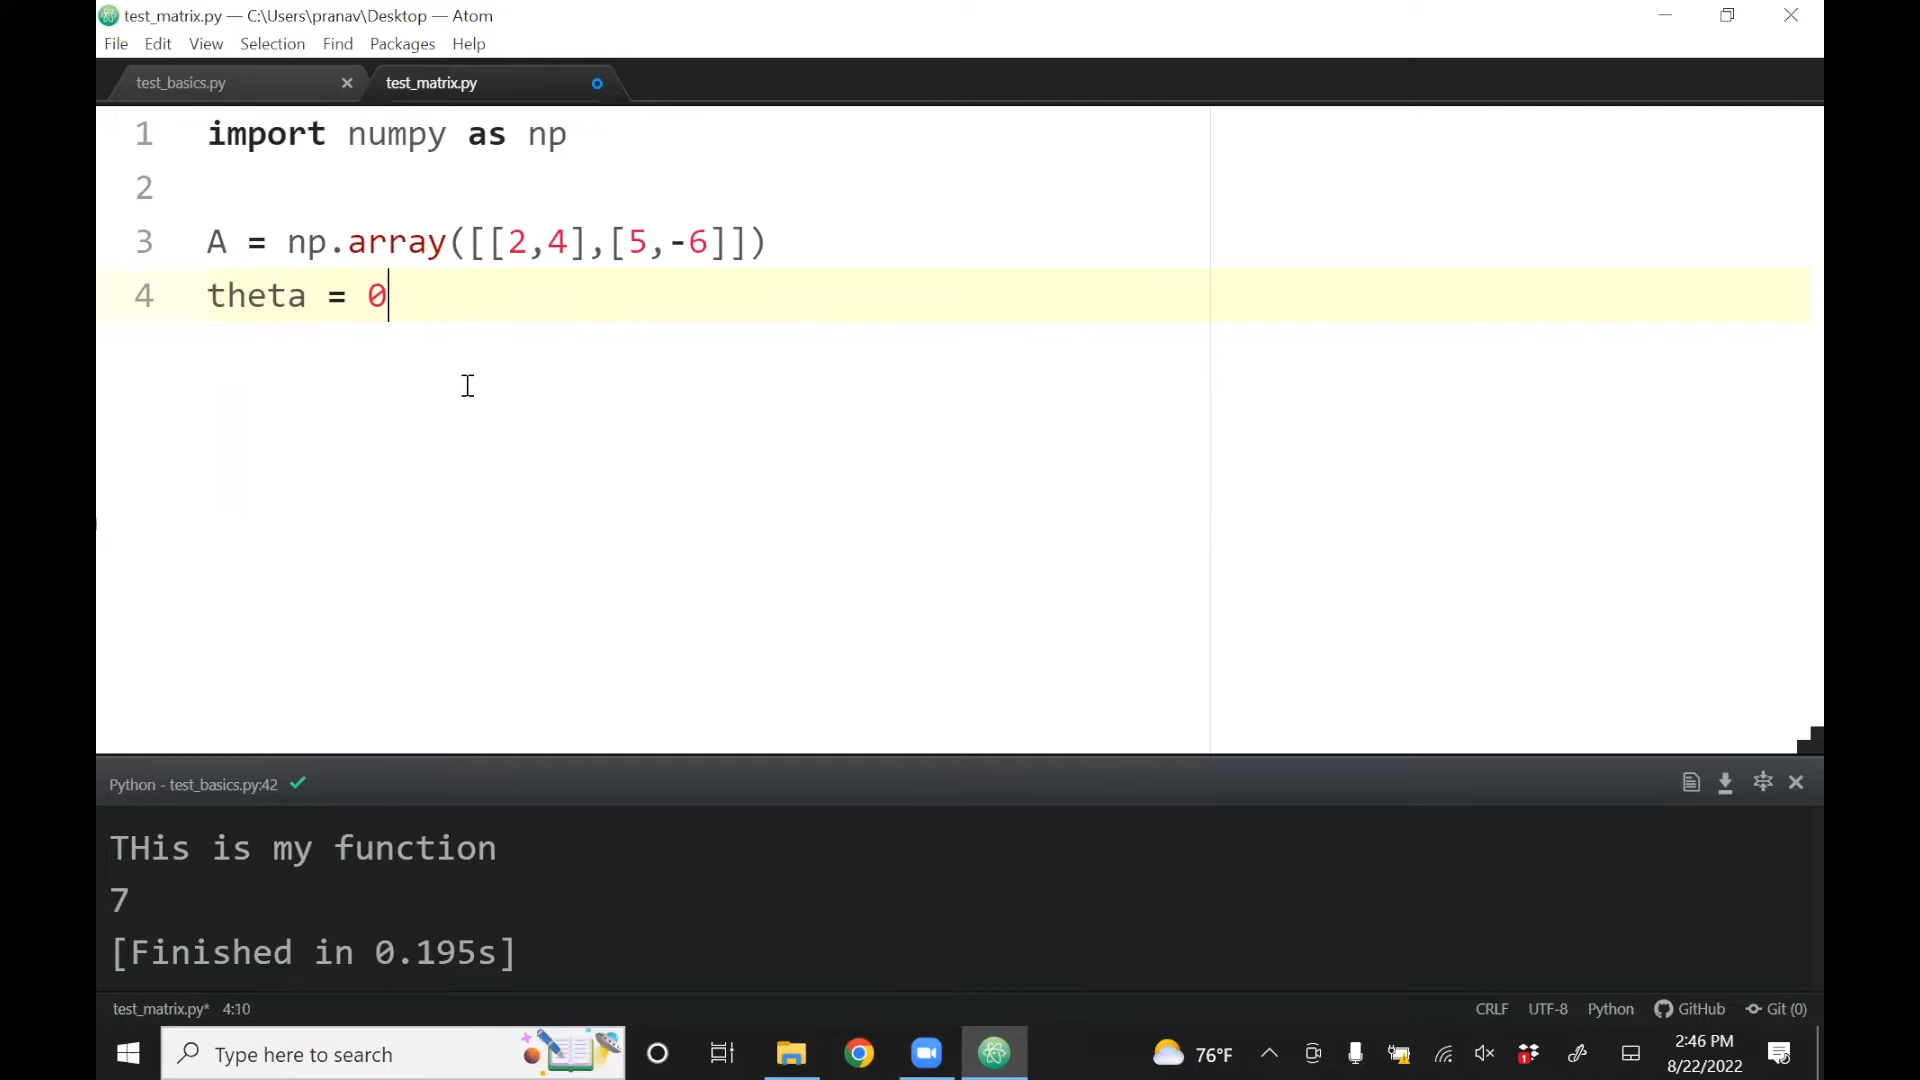 test_matrix.py — C:\Users\pranav\Desktop — Atom
File Edit View Selection Find Packages Help
test_basics.py test_matrix.py
1 import numpy as np
2
3 A = np.array([[2,4],[5,-6]])
4 theta = 0
Python - test_basics.py:42
THis is my function
7
[Finished in 0.195s]
test_matrix.py* 4:10 CRLF UTF-8 Python GitHub Git (0)
Type here to search 76°F 1 2:46 PM
8/22/2022